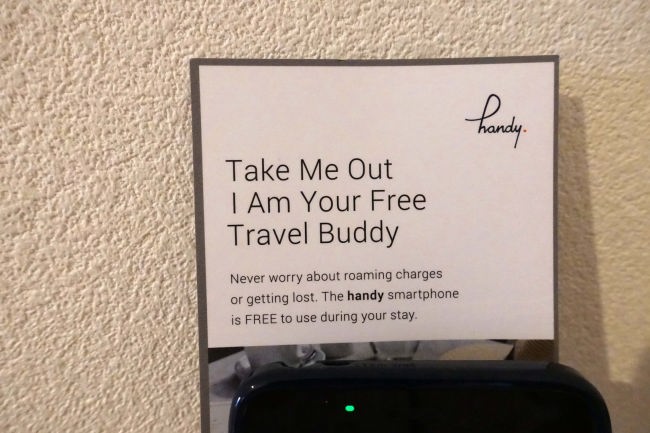 handy.
Take Me Out
I Am Your Free
Travel Buddy
Never worry about roaming charges
or getting lost. The handy smartphone
is FREE to use during your stay.